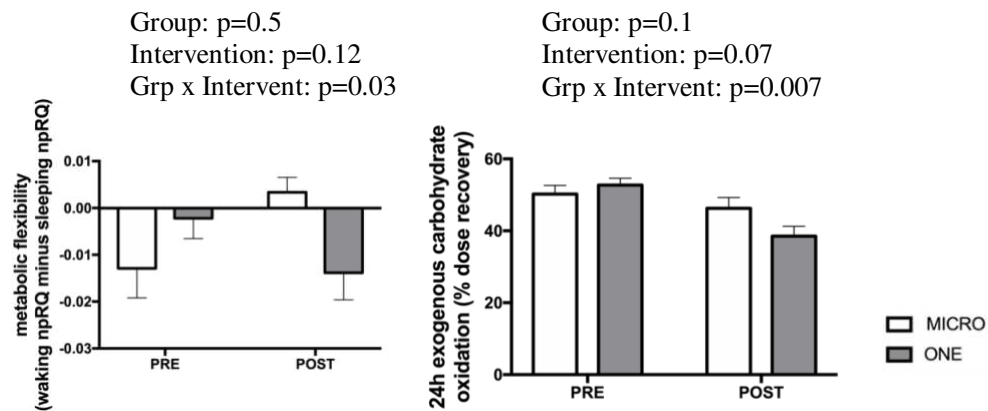 Group: p=0.5
Intervention: p=0.12
Grp x Intervent: p=0.03
metabolic flexibility
(waking npRQ minus sleeping npRQ)
0.01
0.00
-0.01
-0.02
-0.03
PRE
POST
Group: p=0.1
Intervention: p=0.07
Grp x Intervent: p=0.007
24h exogenous carbohydrate
oxidation (% dose recovery)
60
40
20
0
PRE
POST
MICRO
ONE